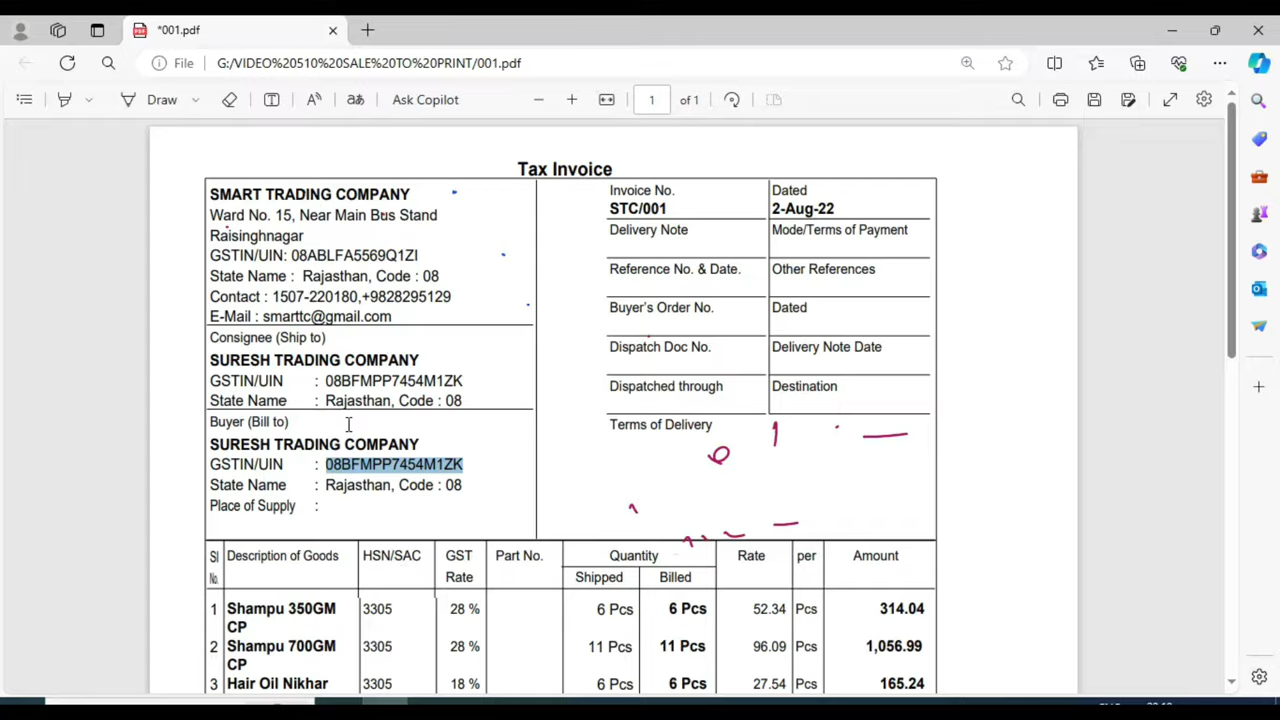 *001.pdf
File
G:/VIDEO%20510%20SALE%20TO%20PRINT/001.pdf
Draw
Ask Copilot
1 of 1
Tax Invoice
SMART TRADING COMPANY
Ward No. 15, Near Main Bus Stand
Raisinghnagar
GSTIN/UIN: 08ABLFA5569Q1ZI
State Name : Rajasthan, Code : 08
Contact : 1507-220180,+9828295129
E-Mail : smarttc@gmail.com
Consignee (Ship to)
SURESH TRADING COMPANY
GSTIN/UIN : 08BFMPP7454M1ZK
State Name : Rajasthan, Code : 08
Buyer (Bill to)
SURESH TRADING COMPANY
GSTIN/UIN : 08BFMPP7454M1ZK
State Name : Rajasthan, Code : 08
Place of Supply :
Invoice No. Dated
STC/001 2-Aug-22
Delivery Note Mode/Terms of Payment
Reference No. & Date. Other References
Buyer's Order No. Dated
Dispatch Doc No. Delivery Note Date
Dispatched through Destination
Terms of Delivery
Sl No. Description of Goods HSN/SAC GST Rate Part No. Quantity Rate per Amount
Shipped Billed
1 Shampu 350GM 3305 28 % 6 Pcs 6 Pcs 52.34 Pcs 314.04
CP
2 Shampu 700GM 3305 28 % 11 Pcs 11 Pcs 96.09 Pcs 1,056.99
CP
3 Hair Oil Nikhar 3305 18 % 6 Pcs 6 Pcs 27.54 Pcs 165.24